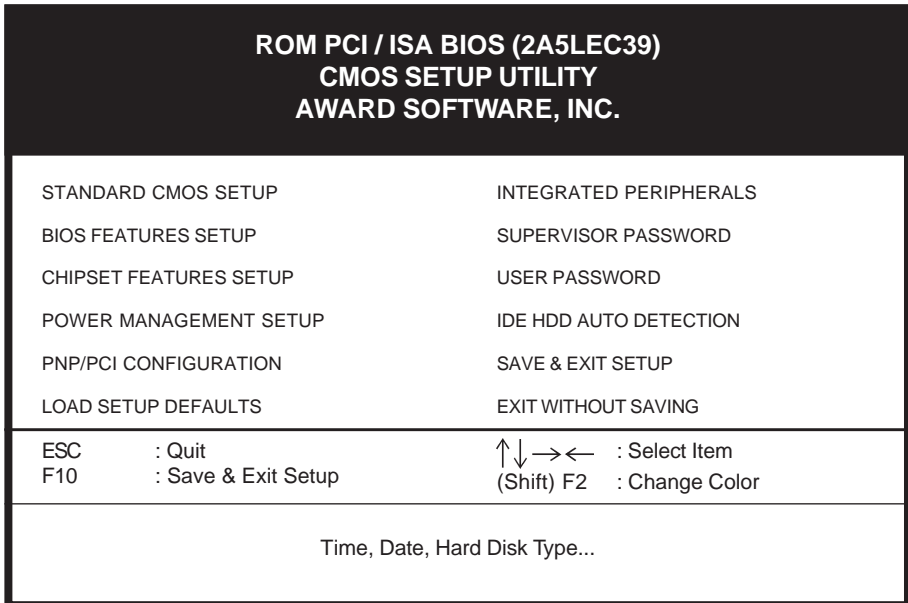 ROM PCI / ISA BIOS (2A5LEC39)
CMOS SETUP UTILITY
AWARD SOFTWARE, INC.
STANDARD CMOS SETUP
BIOS FEATURES SETUP
CHIPSET FEATURES SETUP
POWER MANAGEMENT SETUP
PNP/PCI CONFIGURATION
LOAD SETUP DEFAULTS
INTEGRATED PERIPHERALS
SUPERVISOR PASSWORD
USER PASSWORD
IDE HDD AUTO DETECTION
SAVE & EXIT SETUP
EXIT WITHOUT SAVING
ESC : Quit
F10 : Save & Exit Setup
↑↓→← : Select Item
(Shift) F2 : Change Color
Time, Date, Hard Disk Type...